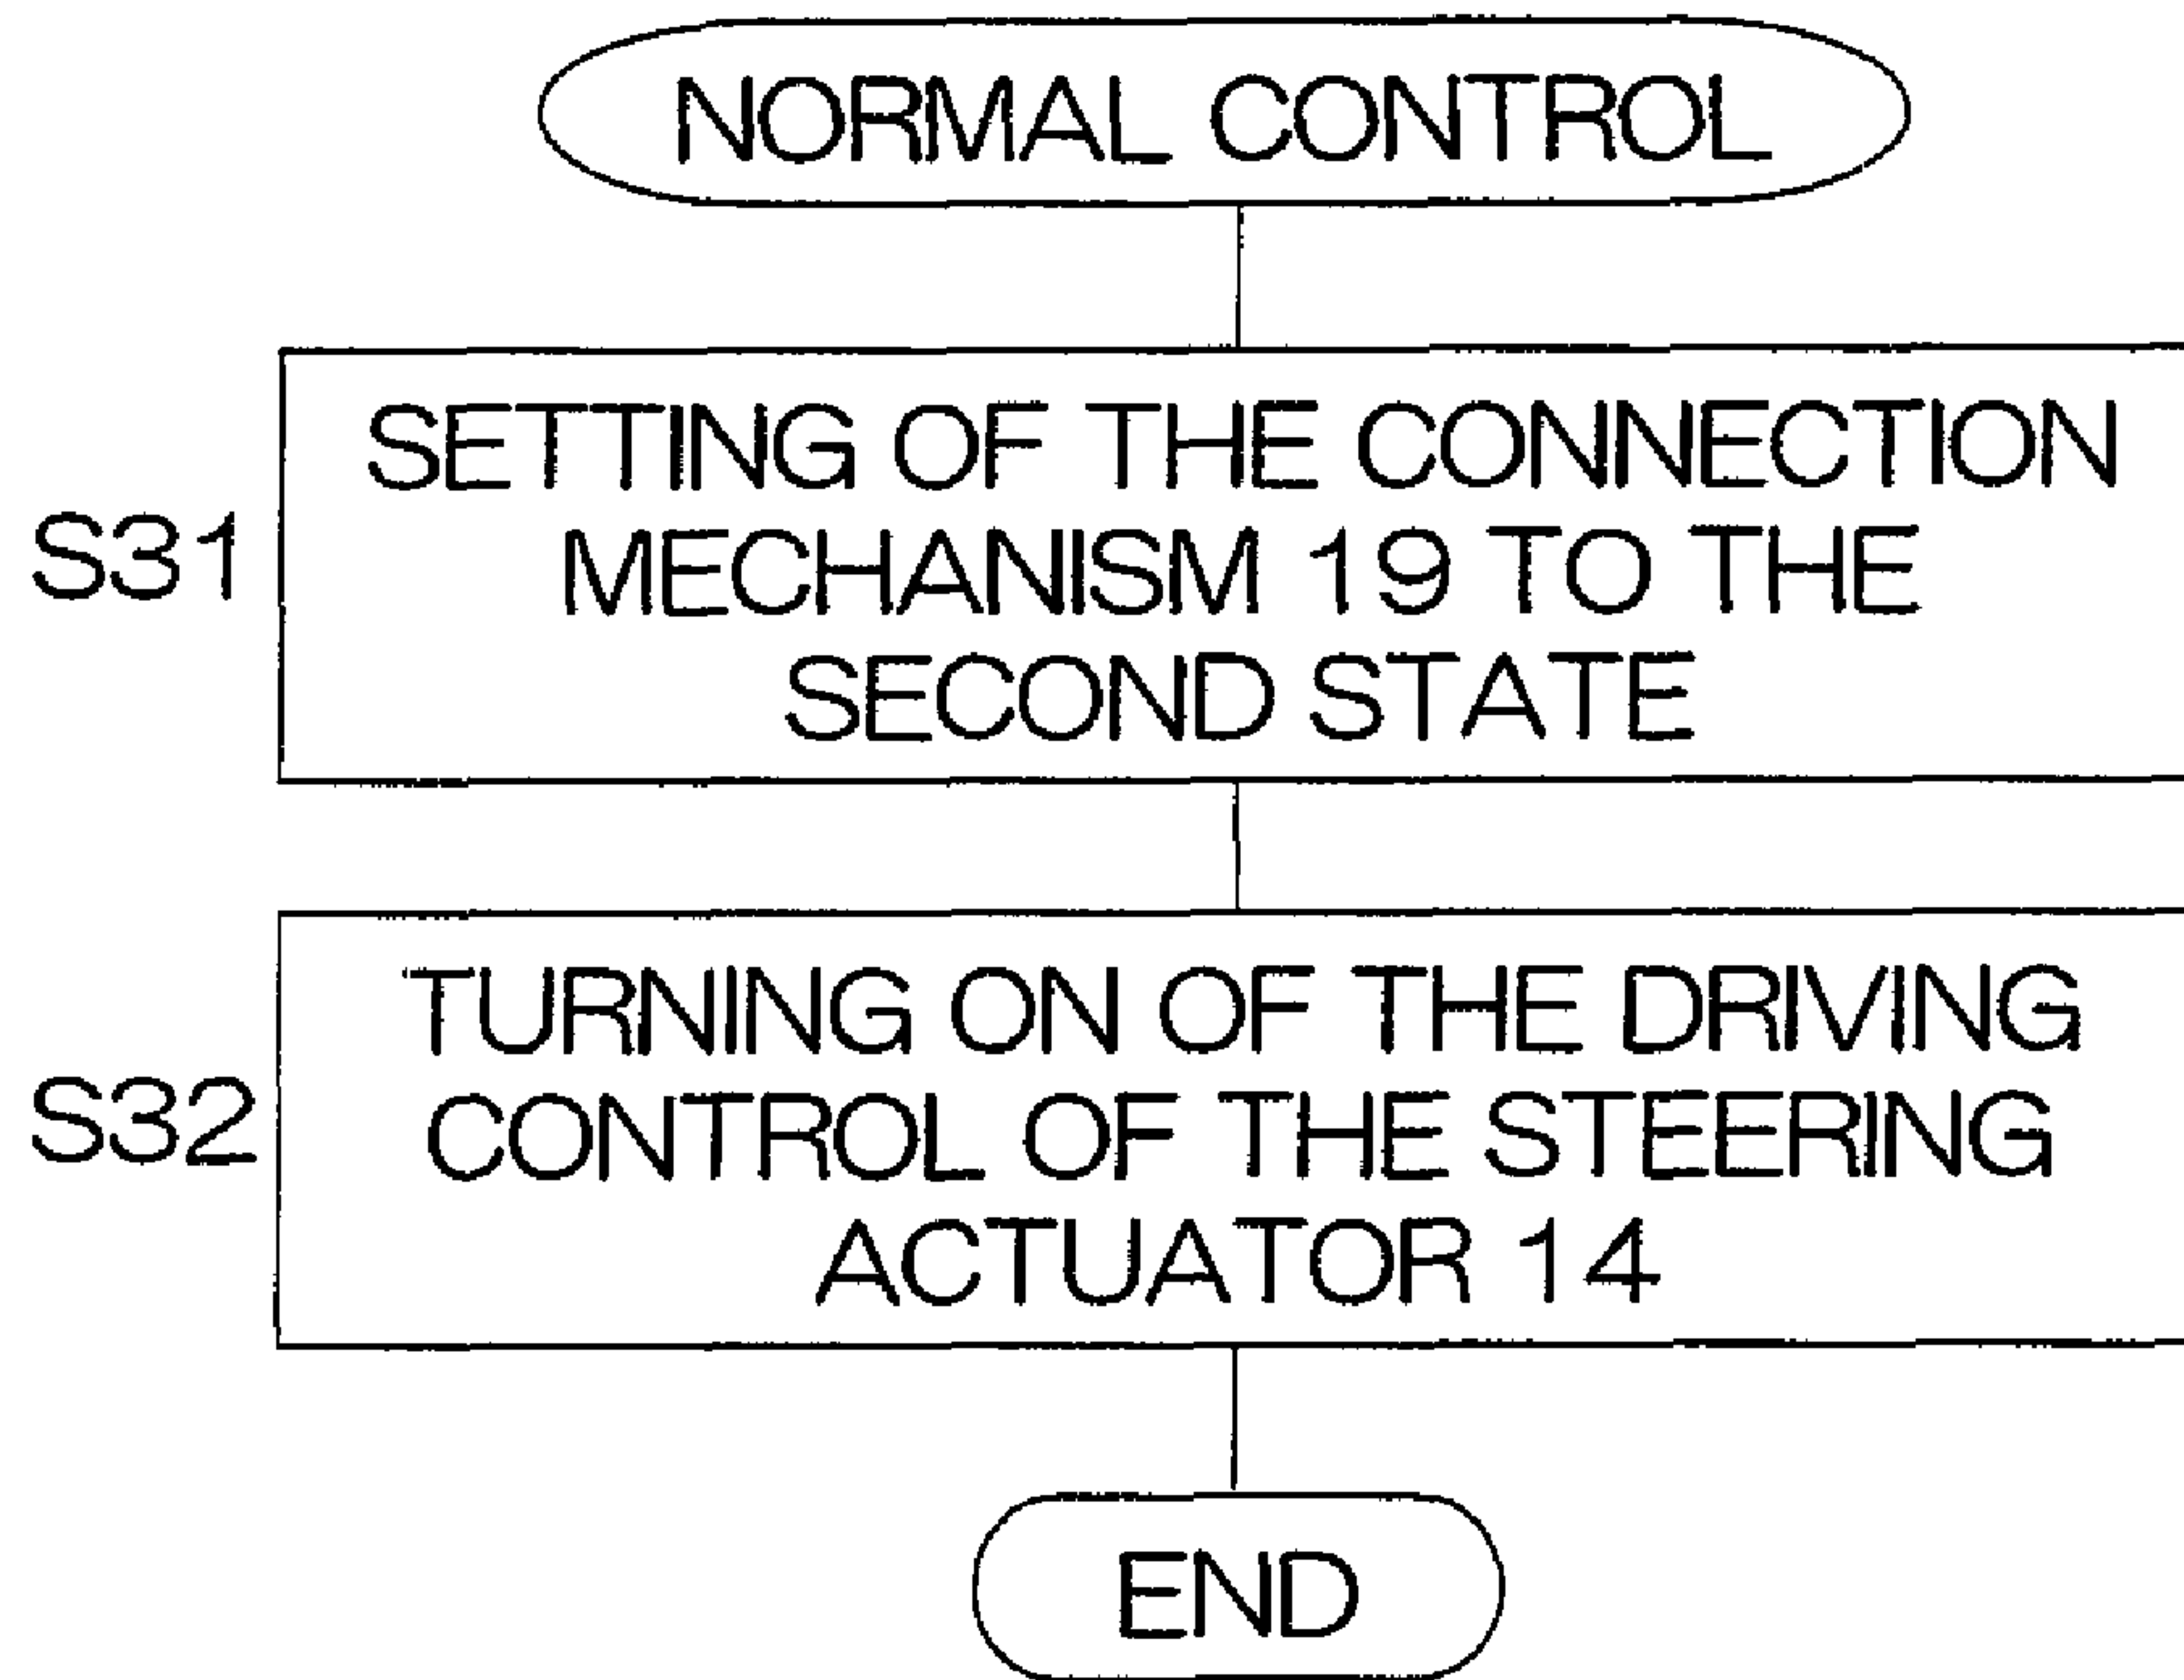 NORMAL CONTROL
S31
SETTING OF THE CONNECTION
MECHANISM 19 TO THE
SECOND STATE
S32
TURNING ON OF THE DRIVING
CONTROL OF THE STEERING
ACTUATOR 14
END